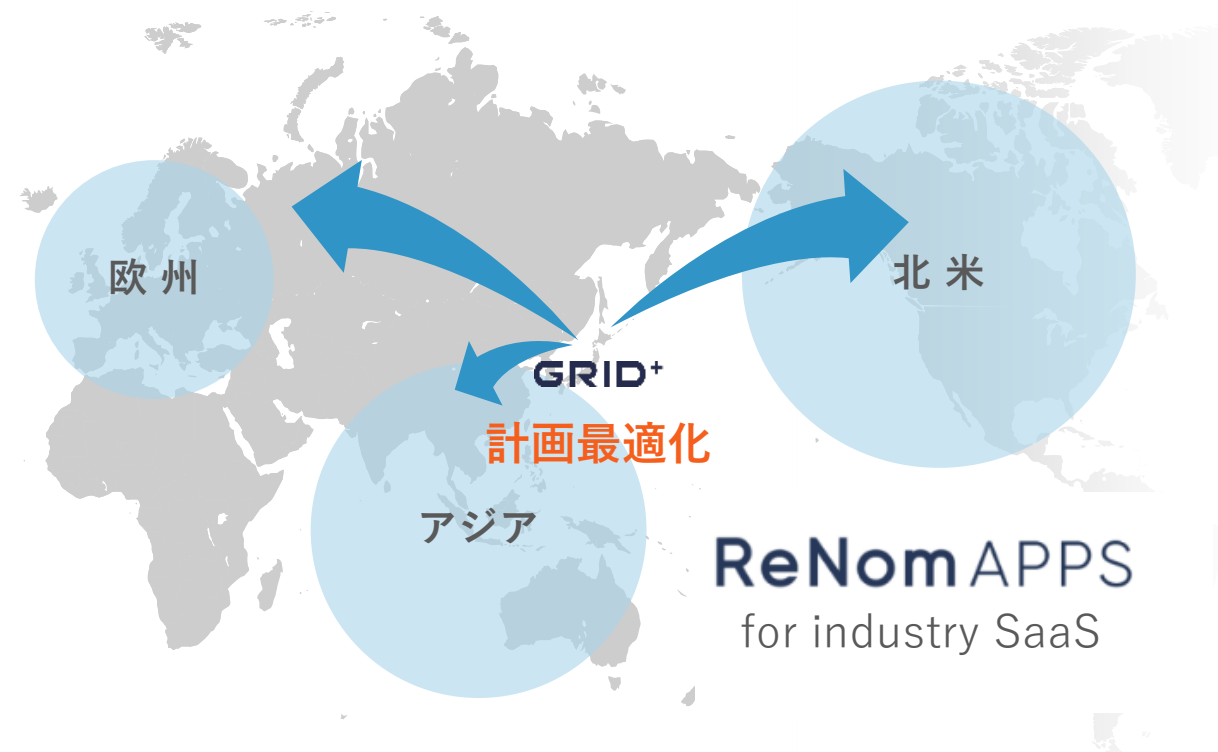 欧州
北米
GRID+
計画最適化
アジア
ReNom APPS
for industry SaaS